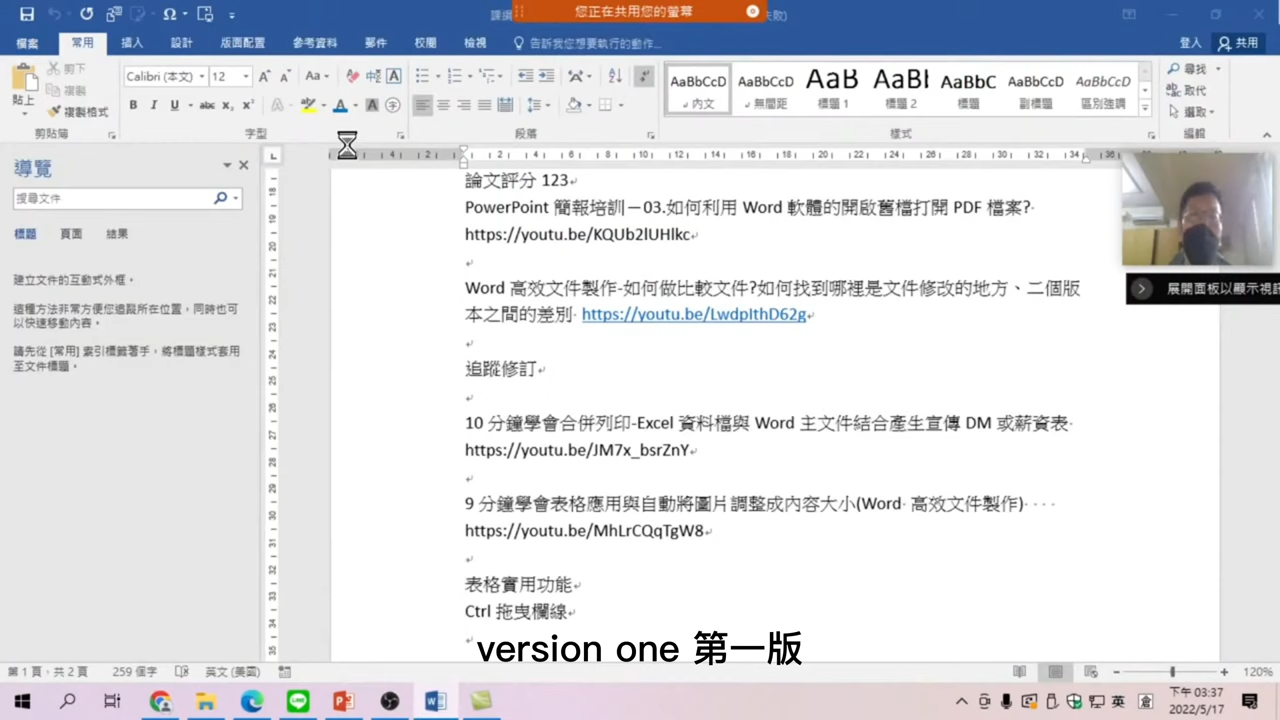 您正在共用您的螢幕
檔案 常用 插入 設計 版面配置 參考資料 郵件 校閱 檢視 告訴我您想要執行的動作... 登入 共用
貼上 剪下 複製 複製格式 剪貼簿
Calibri (本文) 12 字型
段落
AaBbCcD AaBbCcD AaB AaBl AaBbC AaBbCcD AaBbCcD
內文 無間距 標題 1 標題 2 標題 副標題 區別強調
樣式
尋找
取代
選取
編輯
導覽
搜尋文件
標題 頁面 結果
建立文件的互動式外框。
這種方法非常方便您追蹤所在位置，同時也可
以快速移動內容。
請先從 [常用] 索引標籤著手，將標題樣式套用
至文件標題。
論文評分 123
PowerPoint 簡報培訓－03.如何利用 Word 軟體的開啟舊檔打開 PDF 檔案?
https://youtu.be/KQUb2lUHlkc
Word 高效文件製作-如何做比較文件?如何找到哪裡是文件修改的地方、二個版
本之間的差別 https://youtu.be/LwdpIthD62g
追蹤修訂
10 分鐘學會合併列印-Excel 資料檔與 Word 主文件結合產生宣傳 DM 或薪資表
https://youtu.be/JM7x_bsrZnY
9 分鐘學會表格應用與自動將圖片調整成內容大小(Word 高效文件製作)
https://youtu.be/MhLrCQqTgW8
表格實用功能
Ctrl 拖曳欄線
展開面板以顯示視訊
version one 第一版
第 1 頁，共 2 頁 259 個字 英文 (美國) 120%
英 下午 03:37
2022/5/17